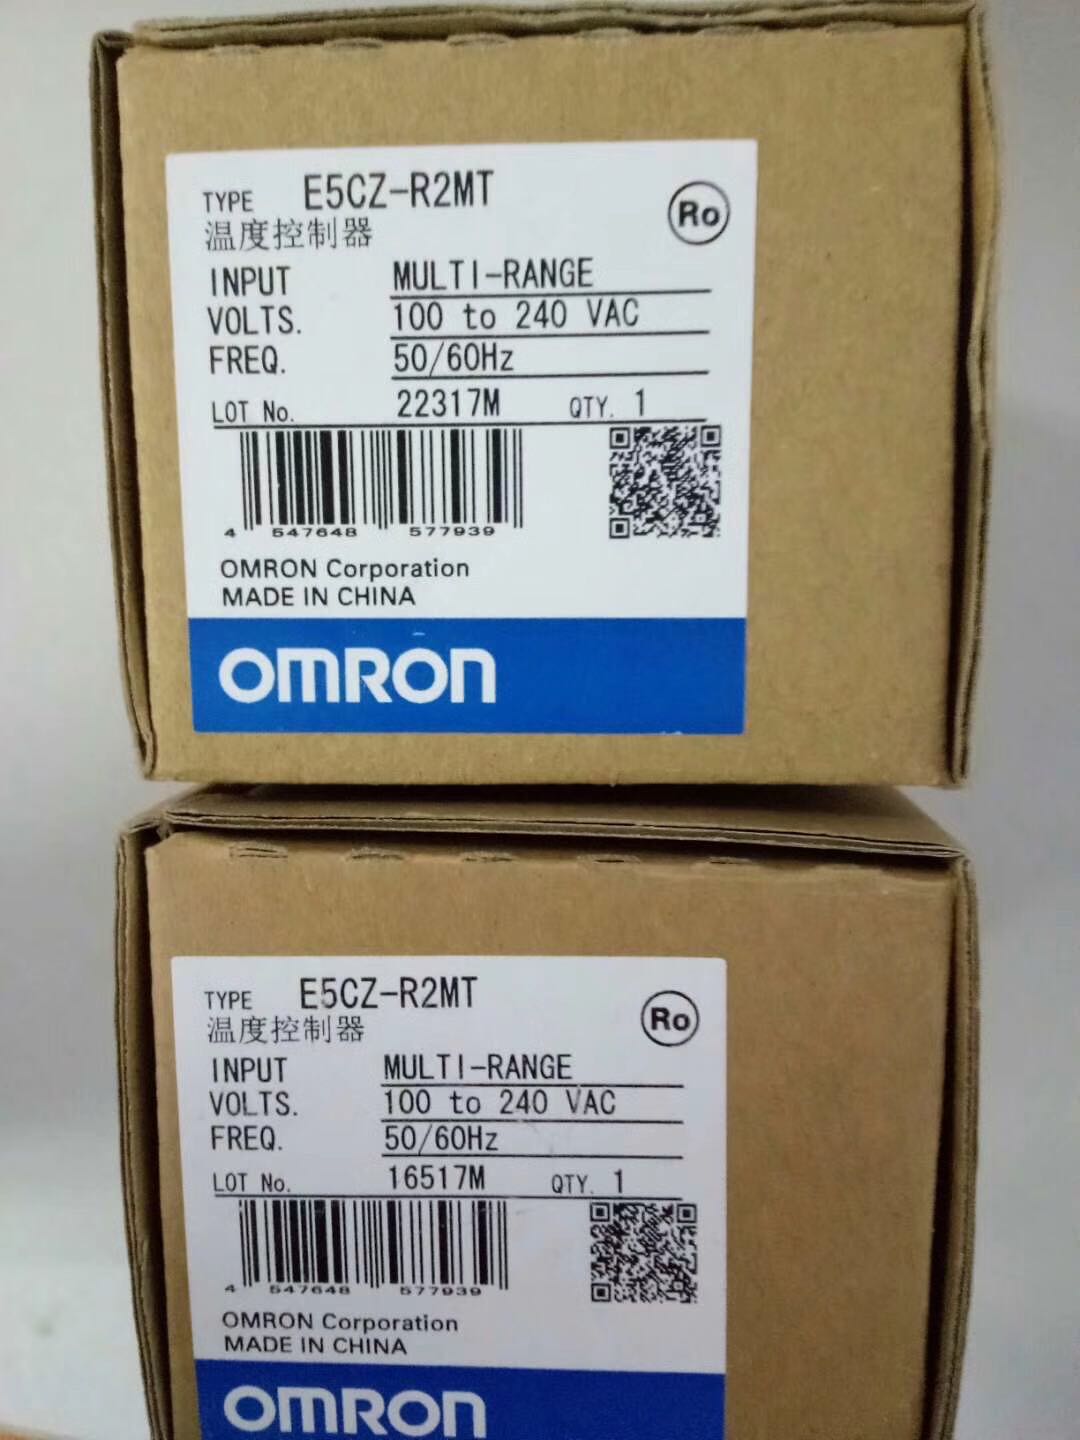 TYPE E5CZ-R2MT
Ro
温度控制器
INPUT MULTI-RANGE
VOLTS. 100 to 240 VAC
FREQ. 50/60Hz
LOT No. 22317M QTY. 1
4 547648 577939
OMRON Corporation
MADE IN CHINA
OMRON
TYPE E5CZ-R2MT
Ro
温度控制器
INPUT MULTI-RANGE
VOLTS. 100 to 240 VAC
FREQ. 50/60Hz
LOT No. 16517M QTY. 1
4 547648 577939
OMRON Corporation
MADE IN CHINA
OMRON